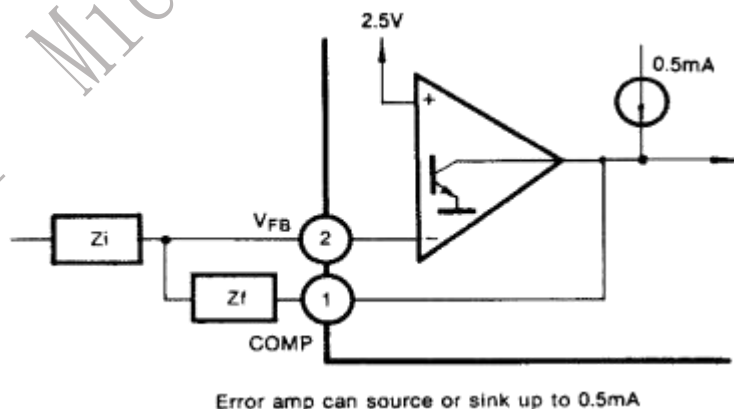 2.5V
0.5mA
+
VFB
Zi
2
−
Zf
1
COMP
Error amp can source or sink up to 0.5mA